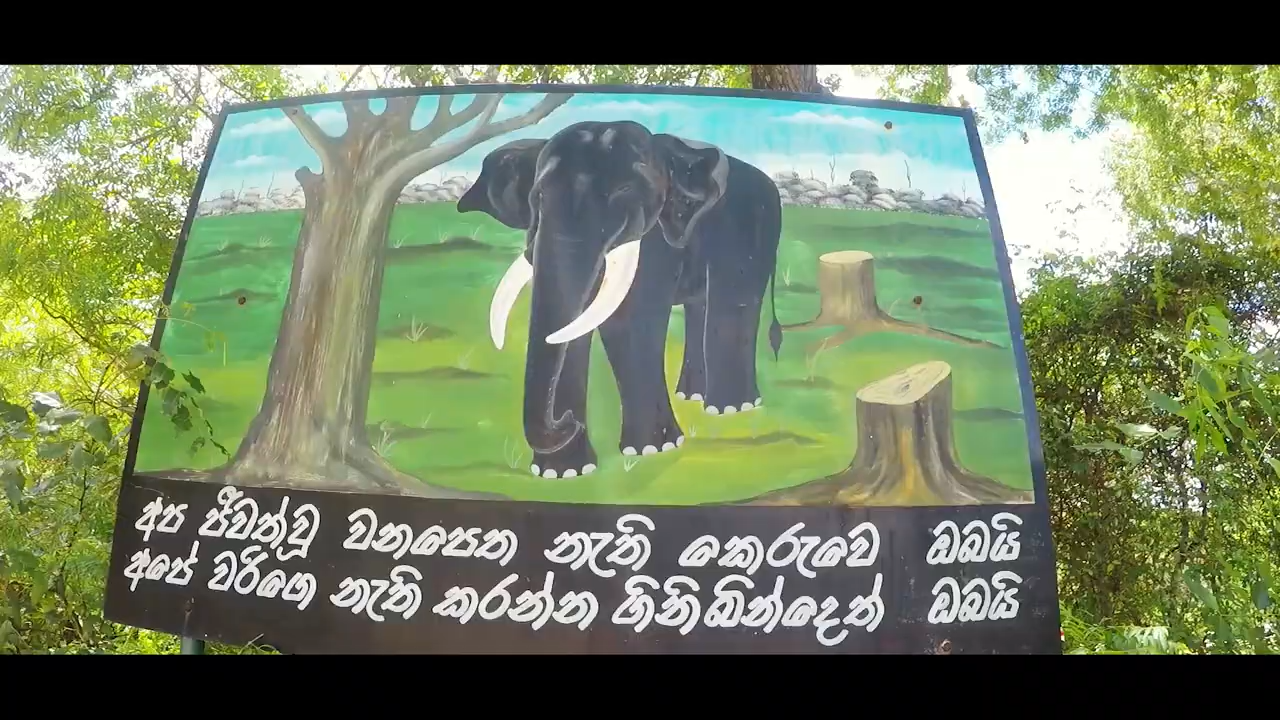 අප ජීවත්වූ වනපෙත නැති කෙරුවෙ ඔබයි
අපේ වරිගෙ නැති කරන්න ගිනිබින්දෙත් ඔබයි